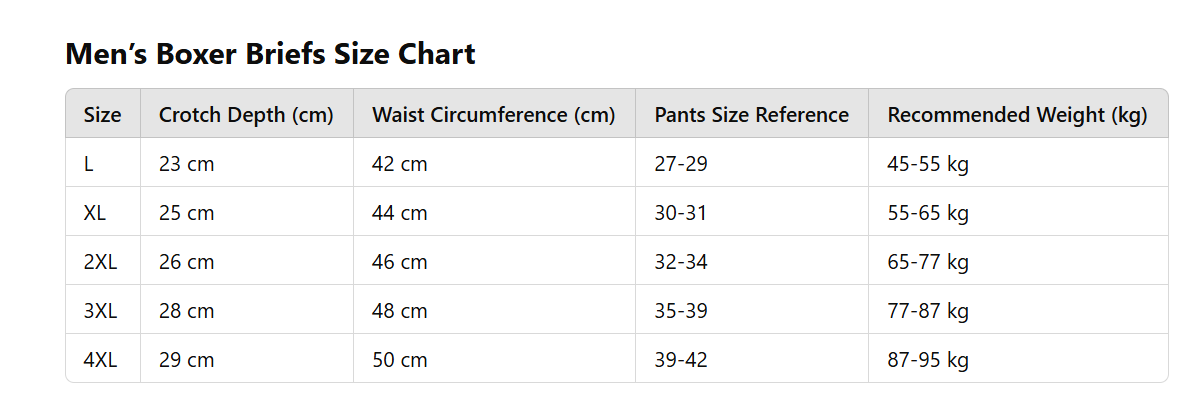 Men’s Boxer Briefs Size Chart
Size Crotch Depth (cm) Waist Circumference (cm) Pants Size Reference Recommended Weight (kg)
L 23 cm 42 cm 27-29 45-55 kg
XL 25 cm 44 cm 30-31 55-65 kg
2XL 26 cm 46 cm 32-34 65-77 kg
3XL 28 cm 48 cm 35-39 77-87 kg
4XL 29 cm 50 cm 39-42 87-95 kg